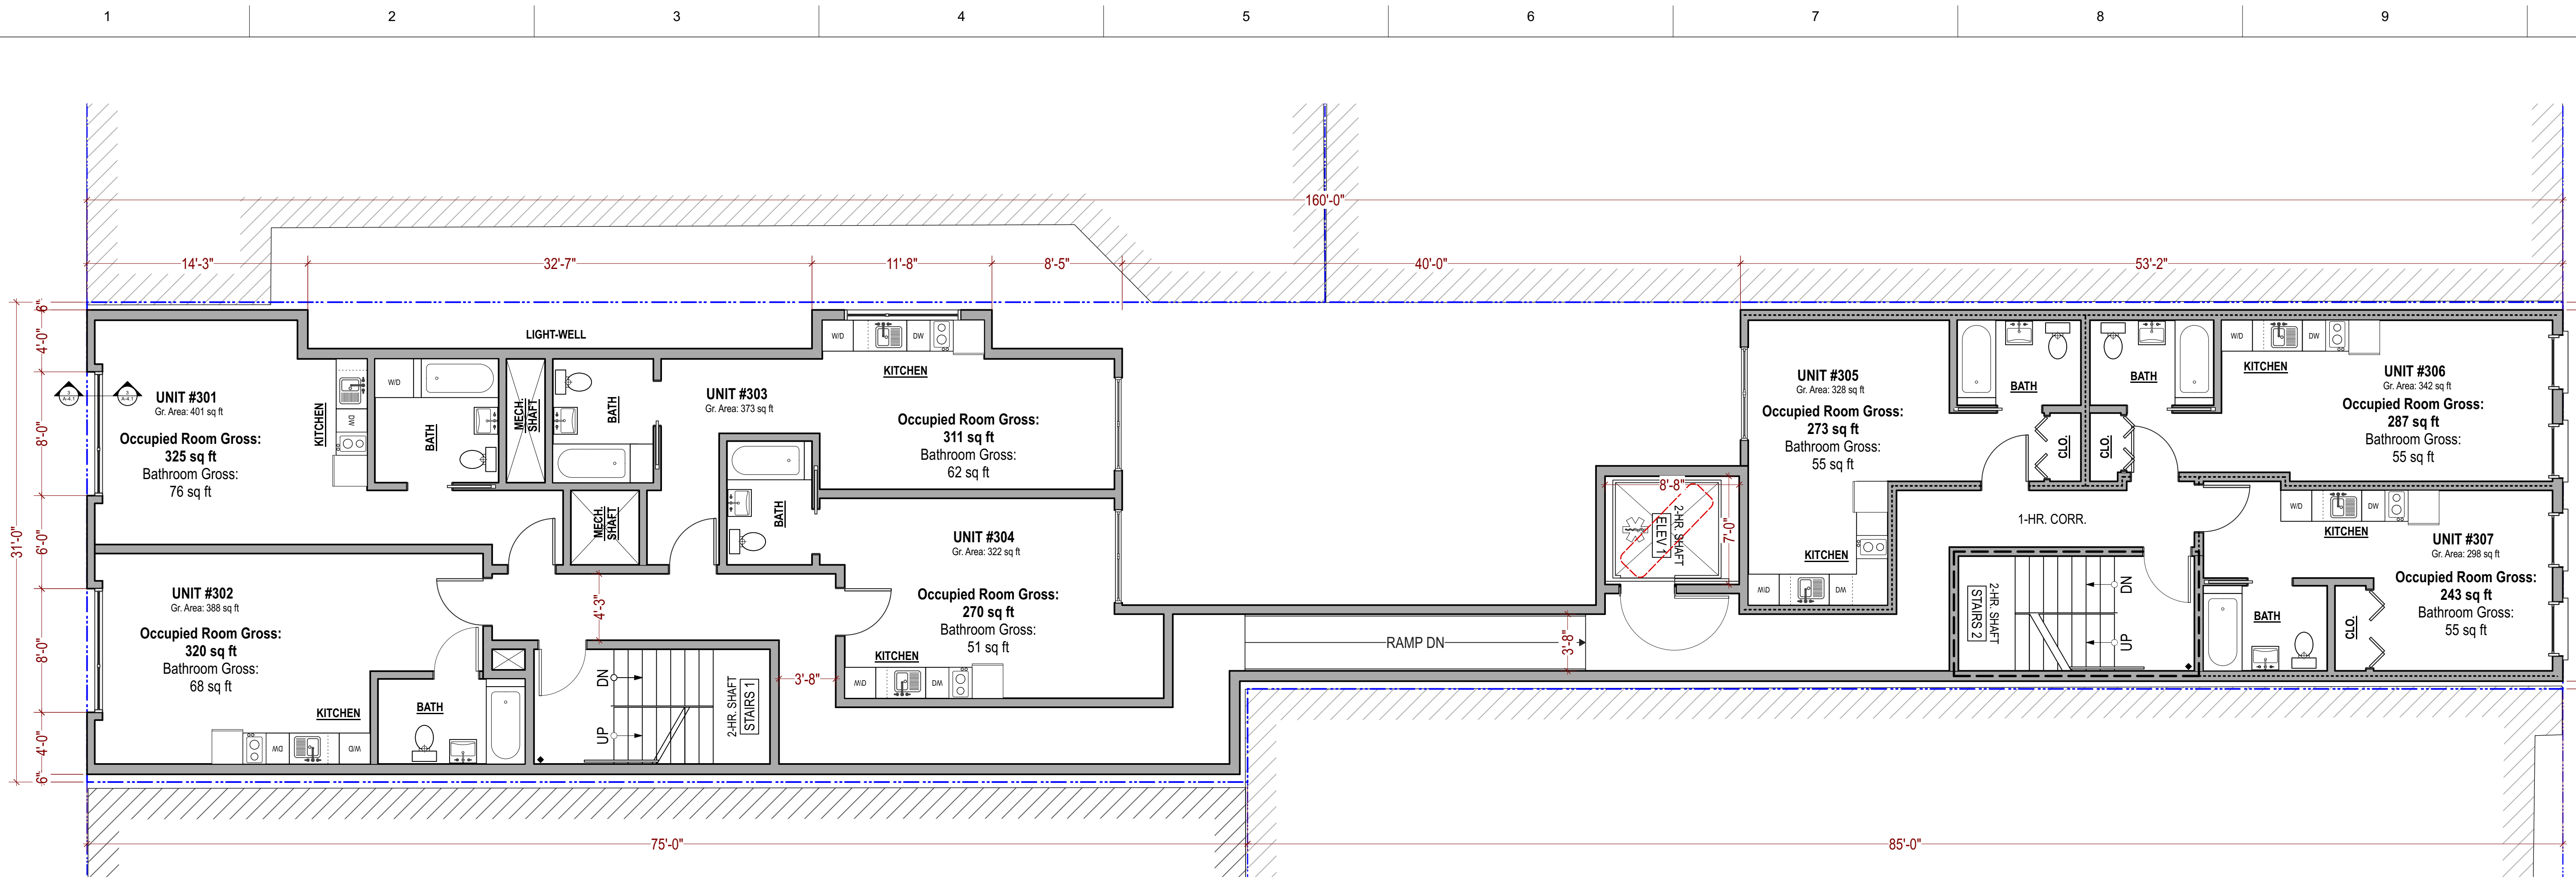 1
2
3
4
5
6
7
8
9
160'-0"
14'-3"
32'-7"
11'-8"
8'-5"
40'-0"
53'-2"
6"
4'-0"
8'-0"
6'-0"
8'-0"
4'-0"
6"
31'-0"
LIGHT-WELL
3
A-4.1
3
A-4.1
UNIT #301
Gr. Area: 401 sq ft
Occupied Room Gross:
325 sq ft
Bathroom Gross:
76 sq ft
KITCHEN
DW
W/D
BATH
MECH.
SHAFT
BATH
MECH.
SHAFT
UNIT #303
Gr. Area: 373 sq ft
W/D
DW
KITCHEN
Occupied Room Gross:
311 sq ft
Bathroom Gross:
62 sq ft
BATH
UNIT #302
Gr. Area: 388 sq ft
Occupied Room Gross:
320 sq ft
Bathroom Gross:
68 sq ft
KITCHEN
DW
W/D
BATH
4'-3"
DN
UP
2-HR. SHAFT
STAIRS 1
3'-8"
UNIT #304
Gr. Area: 322 sq ft
Occupied Room Gross:
270 sq ft
Bathroom Gross:
51 sq ft
KITCHEN
W/D
DW
RAMP DN
3'-8"
8'-8"
7'-0"
2-HR. SHAFT
ELEV 1
UNIT #305
Gr. Area: 328 sq ft
Occupied Room Gross:
273 sq ft
Bathroom Gross:
55 sq ft
KITCHEN
W/D
DW
BATH
CLO.
BATH
CLO.
W/D
DW
KITCHEN
UNIT #306
Gr. Area: 342 sq ft
Occupied Room Gross:
287 sq ft
Bathroom Gross:
55 sq ft
1-HR. CORR.
2-HR. SHAFT
STAIRS 2
DN
UP
W/D
DW
KITCHEN
UNIT #307
Gr. Area: 298 sq ft
Occupied Room Gross:
243 sq ft
Bathroom Gross:
55 sq ft
BATH
CLO.
75'-0"
85'-0"